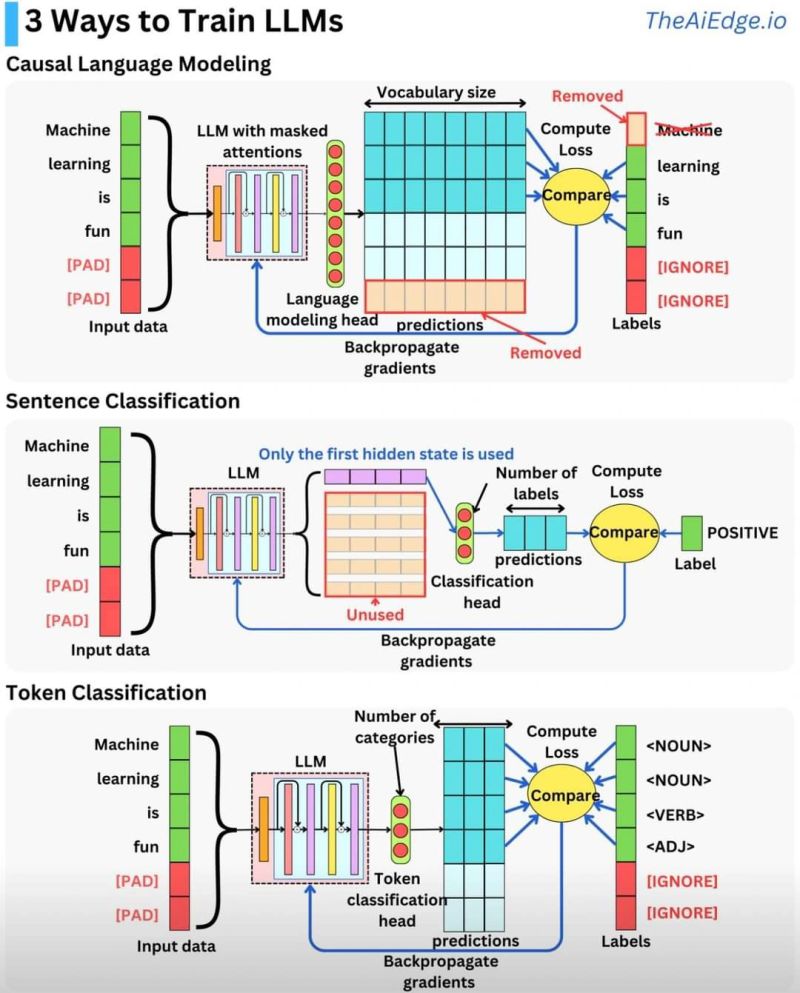 3 Ways to Train LLMs
TheAiEdge.io
Causal Language Modeling
Machine
learning
is
fun
[PAD]
[PAD]
Input data
LLM with masked
attentions
Language
modeling head
Vocabulary size
predictions
Removed
Backpropagate
gradients
Compute
Loss
Compare
Removed
Machine
learning
is
fun
[IGNORE]
[IGNORE]
Labels
Sentence Classification
Machine
learning
is
fun
[PAD]
[PAD]
Input data
LLM
Only the first hidden state is used
Unused
Number of
labels
Classification
head
predictions
Compute
Loss
Compare
POSITIVE
Label
Backpropagate
gradients
Token Classification
Machine
learning
is
fun
[PAD]
[PAD]
Input data
LLM
Number of
categories
Token
classification
head
predictions
Compute
Loss
Compare
<NOUN>
<NOUN>
<VERB>
<ADJ>
[IGNORE]
[IGNORE]
Labels
Backpropagate
gradients